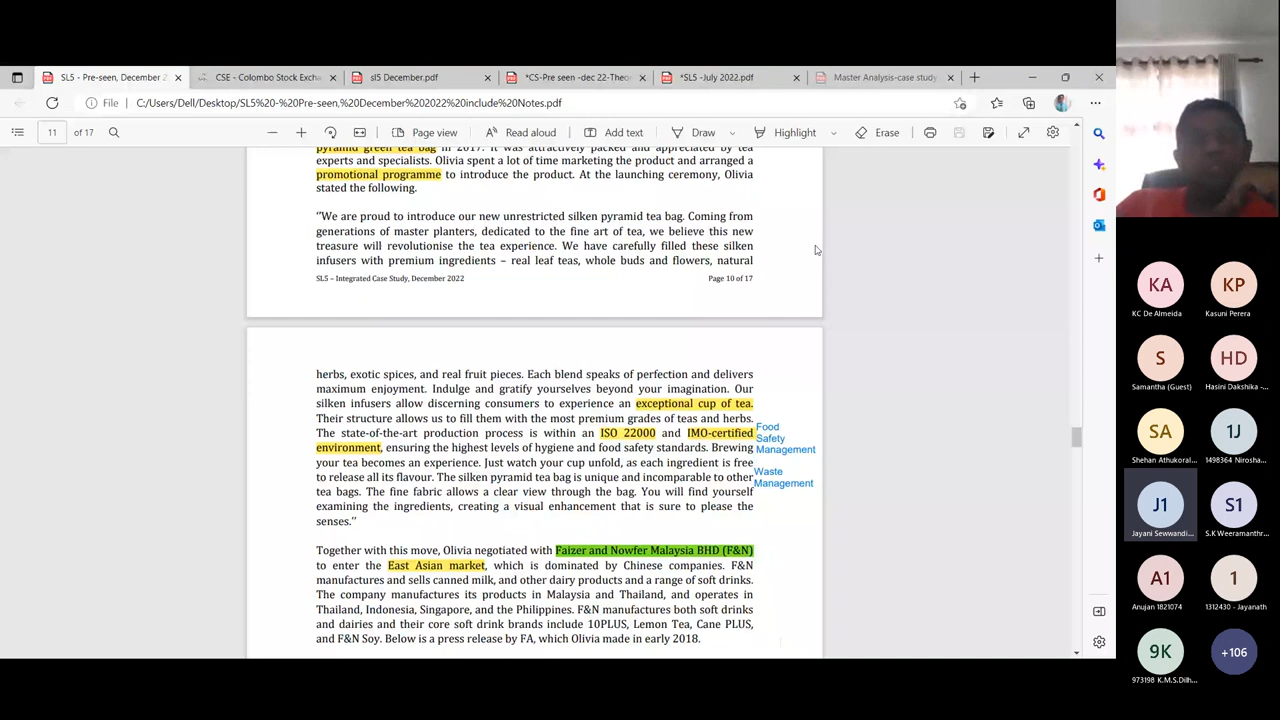 SL5 - Pre-seen, December 2
CSE - Colombo Stock Excha
sl5 December.pdf
*CS-Pre seen -dec 22-Theo
*SL5 -July 2022.pdf
Master Analysis-case study
File
C:/Users/Dell/Desktop/SL5%20-%20Pre-seen,%20December%202022%20include%20Notes.pdf
11 of 17
Page view
Read aloud
Add text
Draw
Highlight
Erase
pyramid green tea bag in 2017. It was attractively packed and appreciated by tea
experts and specialists. Olivia spent a lot of time marketing the product and arranged a
promotional programme to introduce the product. At the launching ceremony, Olivia
stated the following.
"We are proud to introduce our new unrestricted silken pyramid tea bag. Coming from
generations of master planters, dedicated to the fine art of tea, we believe this new
treasure will revolutionise the tea experience. We have carefully filled these silken
infusers with premium ingredients – real leaf teas, whole buds and flowers, natural
SL5 – Integrated Case Study, December 2022
Page 10 of 17
herbs, exotic spices, and real fruit pieces. Each blend speaks of perfection and delivers
maximum enjoyment. Indulge and gratify yourselves beyond your imagination. Our
silken infusers allow discerning consumers to experience an exceptional cup of tea.
Their structure allows us to fill them with the most premium grades of teas and herbs.
The state-of-the-art production process is within an ISO 22000 and IMO-certified
environment, ensuring the highest levels of hygiene and food safety standards. Brewing
your tea becomes an experience. Just watch your cup unfold, as each ingredient is free
to release all its flavour. The silken pyramid tea bag is unique and incomparable to other
tea bags. The fine fabric allows a clear view through the bag. You will find yourself
examining the ingredients, creating a visual enhancement that is sure to please the
senses."
Food
Safety
Management
Waste
Management
Together with this move, Olivia negotiated with Faizer and Nowfer Malaysia BHD (F&N)
to enter the East Asian market, which is dominated by Chinese companies. F&N
manufactures and sells canned milk, and other dairy products and a range of soft drinks.
The company manufactures its products in Malaysia and Thailand, and operates in
Thailand, Indonesia, Singapore, and the Philippines. F&N manufactures both soft drinks
and dairies and their core soft drink brands include 10PLUS, Lemon Tea, Cane PLUS,
and F&N Soy. Below is a press release by FA, which Olivia made in early 2018.
KA
KP
KC De Almeida
Kasuni Perera
S
HD
Samantha (Guest)
Hasini Dakshika -...
SA
1J
Shehan Athukoral...
1498364 Nirosha...
J1
S1
Jayani Sewwandi...
S.K Weeramanthr...
A1
1
Anujan 1821074
1312430 - Jayanath
9K
+106
973198 K.M.S.Dilh...